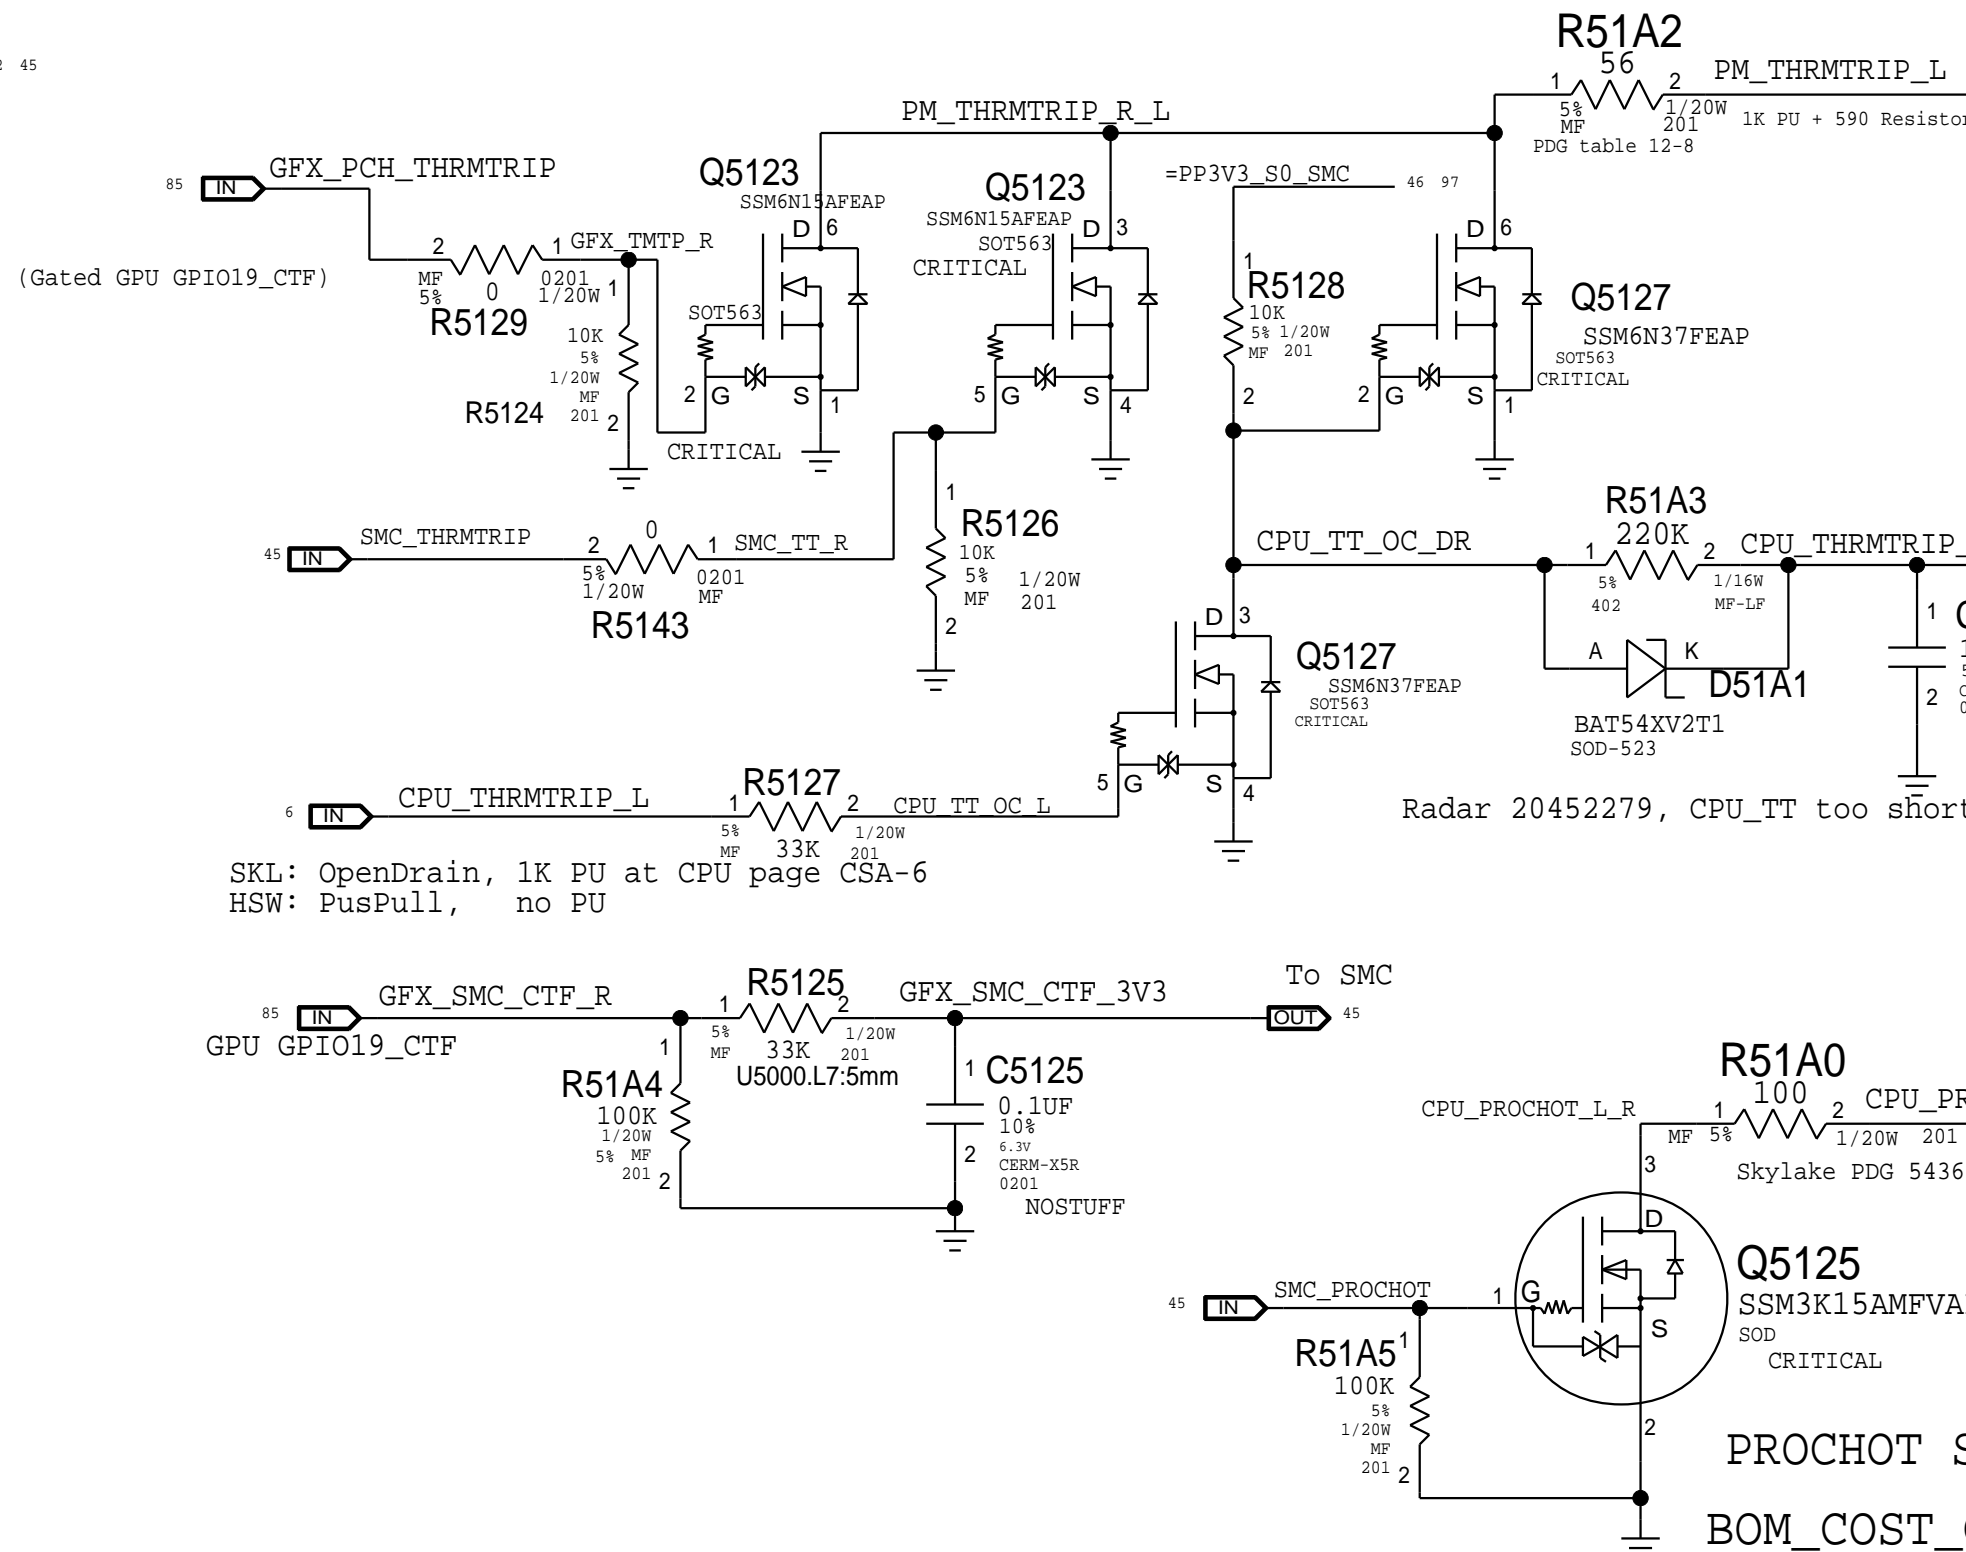 45
R51A2
56
1
2
PM_THRMTRIP_L
5%
MF
1/20W
201
1K PU + 590
PDG table 12-8
PM_THRMTRIP_R_L
85
IN
GFX_PCH_THRMTRIP
(Gated GPU GPIO19_CTF)
2
1
GFX_TMTP_R
MF
5%
0
0201
1/20W
R5129
1
10K
5%
1/20W
MF
201
2
R5124
Q5123
SSM6N15AFEAP
D
6
SOT563
2
G
S
1
CRITICAL
Q5123
SSM6N15AFEAP
SOT563
CRITICAL
D
3
5
G
S
4
=PP3V3_S0_SMC
46 97
1
R5128
10K
5% 1/20W
MF 201
2
D
6
Q5127
SSM6N37FEAP
SOT563
CRITICAL
2
G
S
1
45
IN
SMC_THRMTRIP
2
0
1
SMC_TT_R
5%
1/20W
0201
MF
R5143
1
R5126
10K
5%
1/20W
MF
201
2
CPU_TT_OC_DR
R51A3
220K
1
2
CPU_THRMTRIP_
5%
402
1/16W
MF-LF
A
K
D51A1
BAT54XV2T1
SOD-523
1
2
D
3
Q5127
SSM6N37FEAP
SOT563
CRITICAL
5
G
S
4
Radar 20452279, CPU_TT too short
6
IN
CPU_THRMTRIP_L
R5127
1
2
CPU_TT_OC_L
5%
MF
33K
1/20W
201
SKL: OpenDrain, 1K PU at CPU page CSA-6
HSW: PusPull, no PU
85
IN
GFX_SMC_CTF_R
GPU GPIO19_CTF
R5125
1
2
GFX_SMC_CTF_3V3
5%
MF
33K
1/20W
201
U5000.L7:5mm
To SMC
OUT
45
1
R51A4
100K
1/20W
5% MF
201
2
1
C5125
0.1UF
10%
6.3V
CERM-X5R
0201
2
NOSTUFF
R51A0
100
CPU_PROCHOT_L_R
1
2
CPU_PR
MF
5%
1/20W
201
Skylake PDG 5436
3
D
Q5125
SSM3K15AMFVA
SOD
CRITICAL
45
IN
SMC_PROCHOT
1
G
S
2
1
R51A5
100K
5%
1/20W
MF
201
2
PROCHOT
BOM_COST_